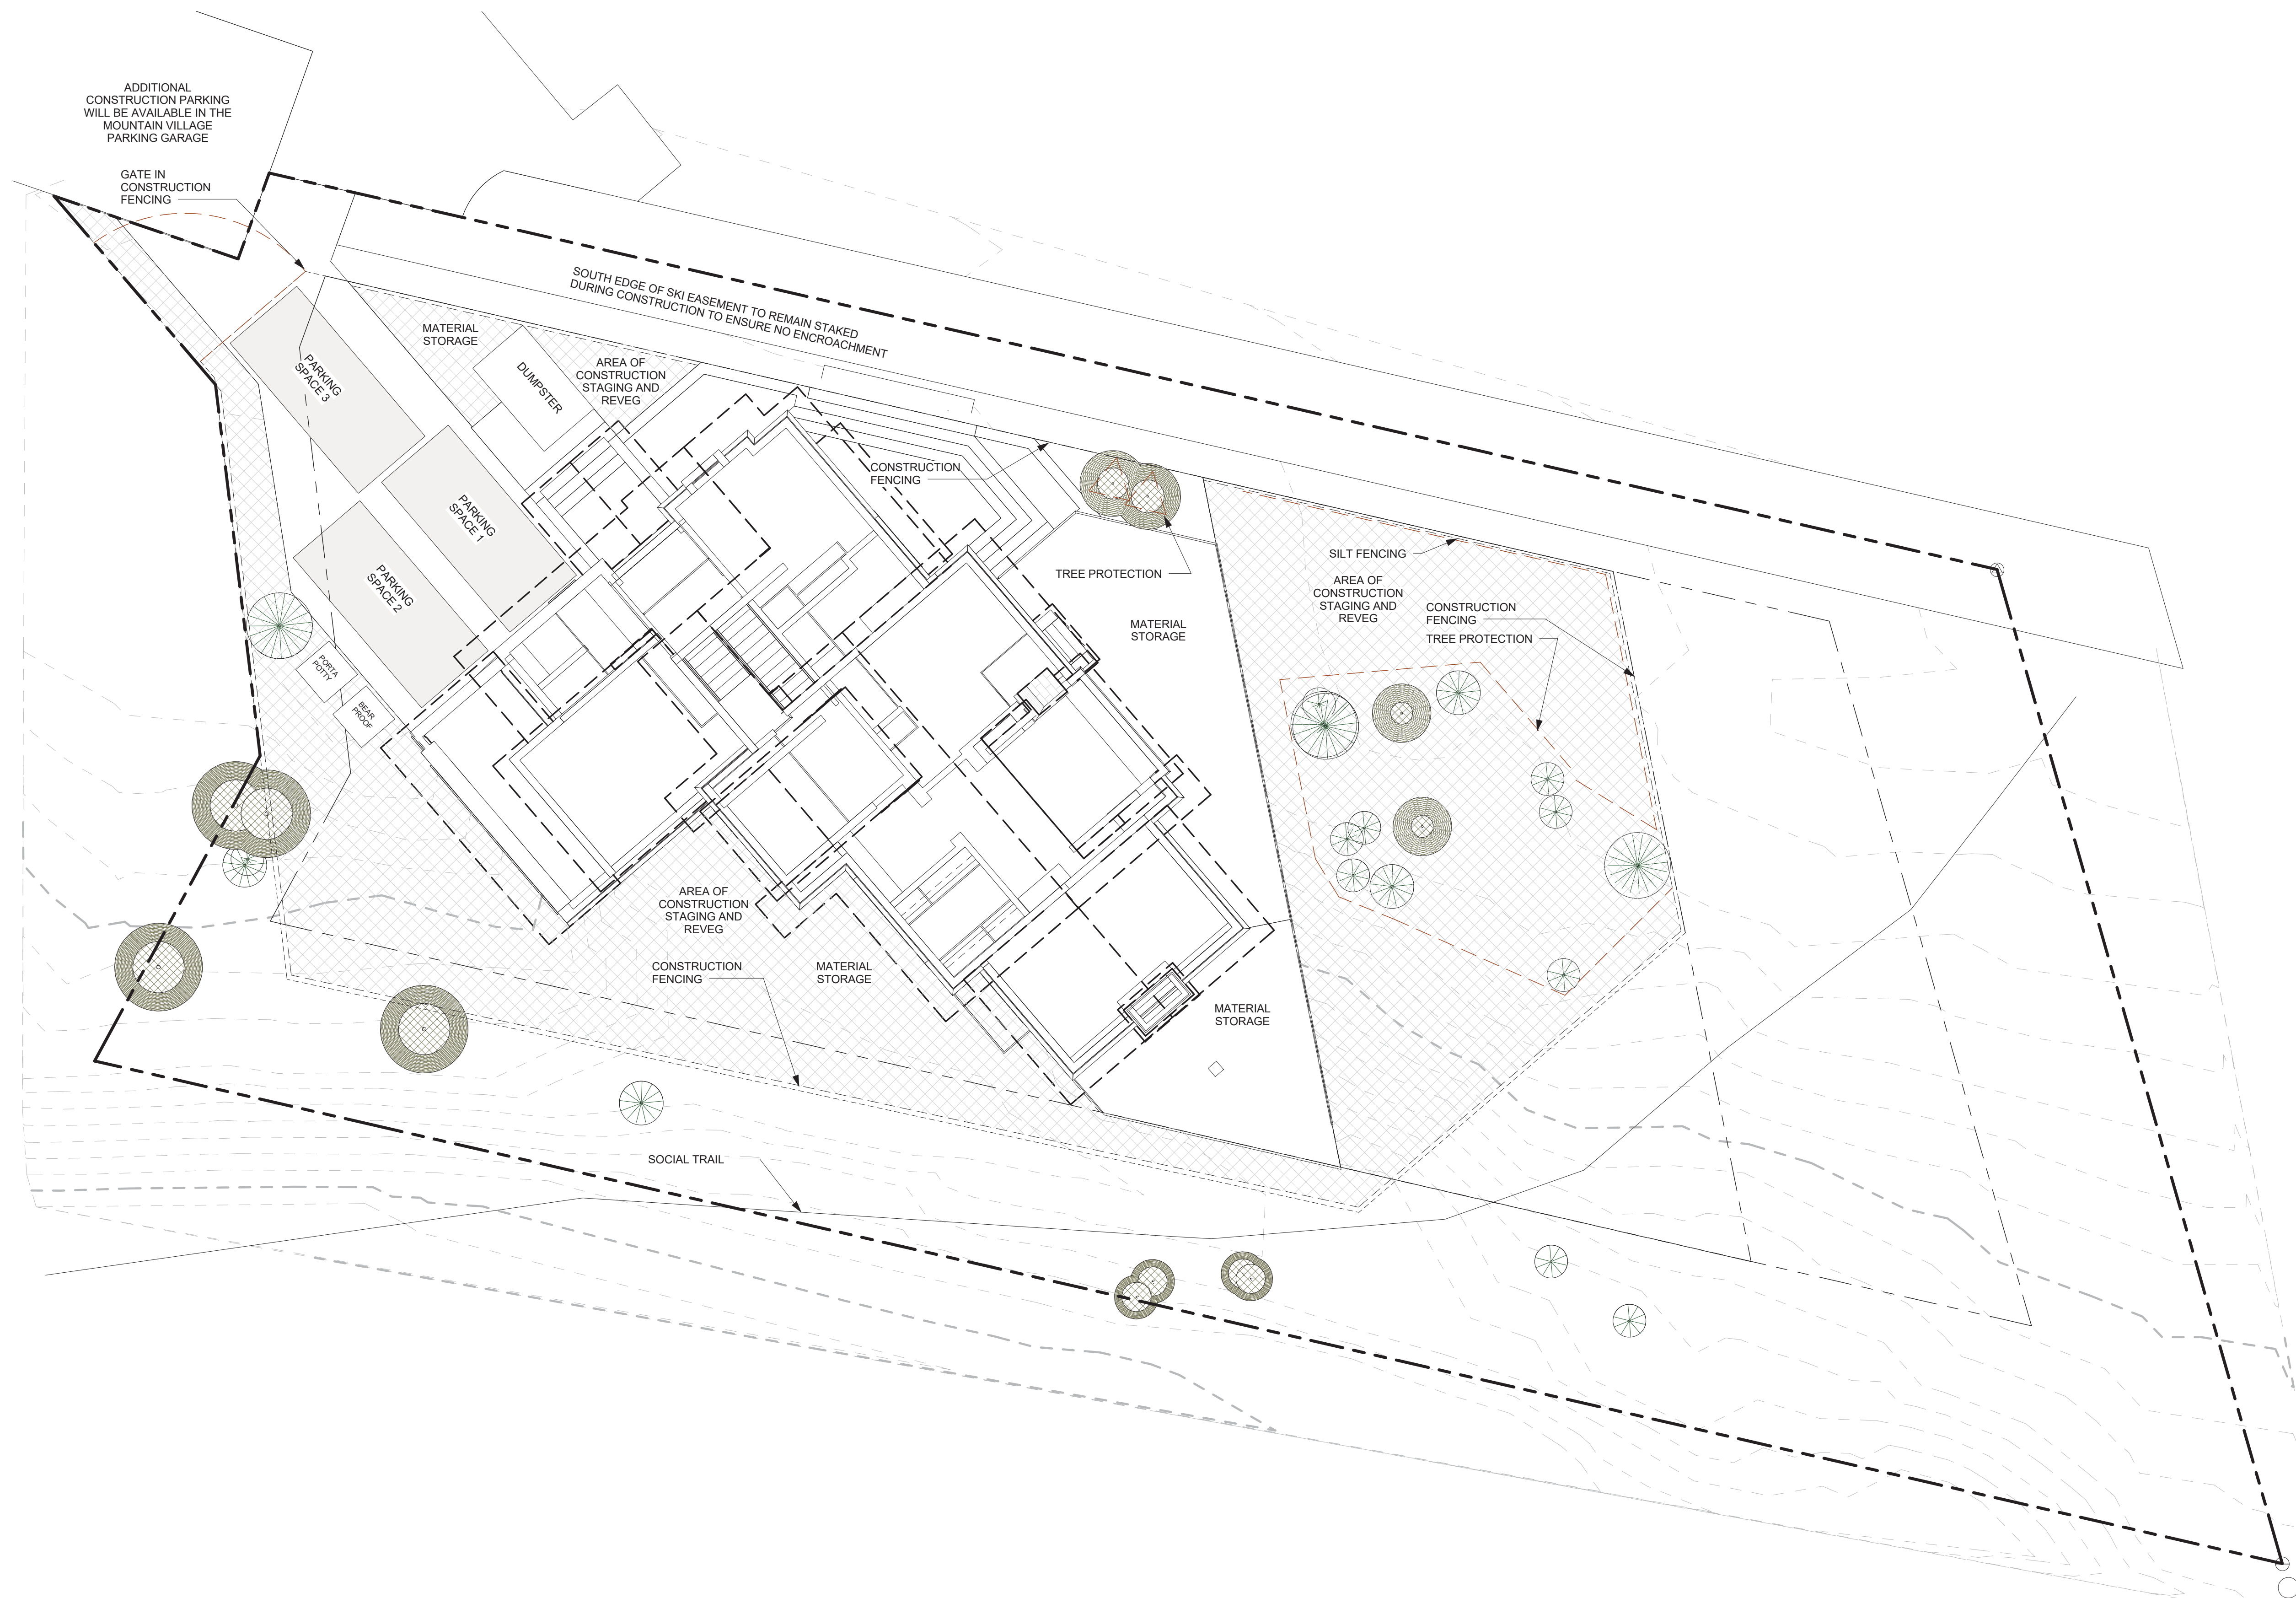 ADDITIONAL
CONSTRUCTION PARKING
WILL BE AVAILABLE IN THE
MOUNTAIN VILLAGE
PARKING GARAGE
GATE IN
CONSTRUCTION
FENCING
SOUTH EDGE OF SKI EASEMENT TO REMAIN STAKED
DURING CONSTRUCTION TO ENSURE NO ENCROACHMENT
MATERIAL
STORAGE
DUMPSTER
AREA OF
CONSTRUCTION
STAGING AND
REVEG
PARKING
SPACE 3
PARKING
SPACE 1
PARKING
SPACE 2
CONSTRUCTION
FENCING
TREE PROTECTION
SILT FENCING
AREA OF
CONSTRUCTION
STAGING AND
REVEG
CONSTRUCTION
FENCING
TREE PROTECTION
MATERIAL
STORAGE
PORTA
POTTY
BEAR
PROOF
AREA OF
CONSTRUCTION
STAGING AND
REVEG
CONSTRUCTION
FENCING
MATERIAL
STORAGE
MATERIAL
STORAGE
SOCIAL TRAIL